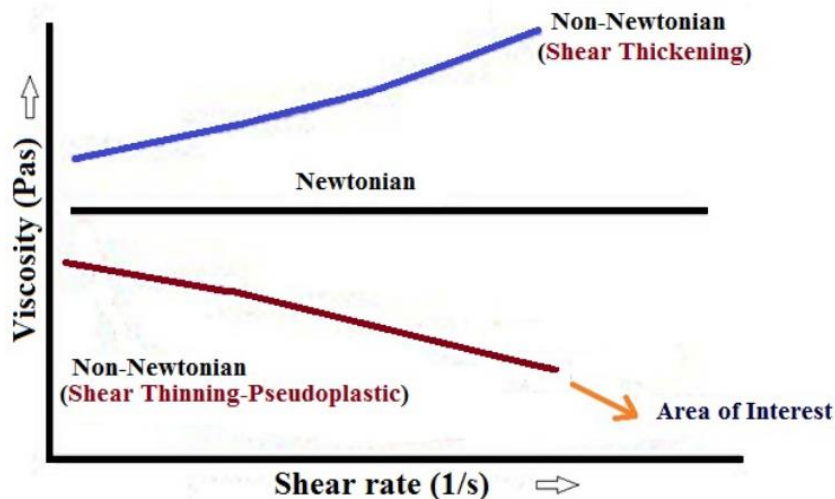 Non-Newtonian
(Shear Thickening)
Newtonian
Viscosity (Pas)
Non-Newtonian
(Shear Thinning-Pseudoplastic)
Area of Interest
Shear rate (1/s)